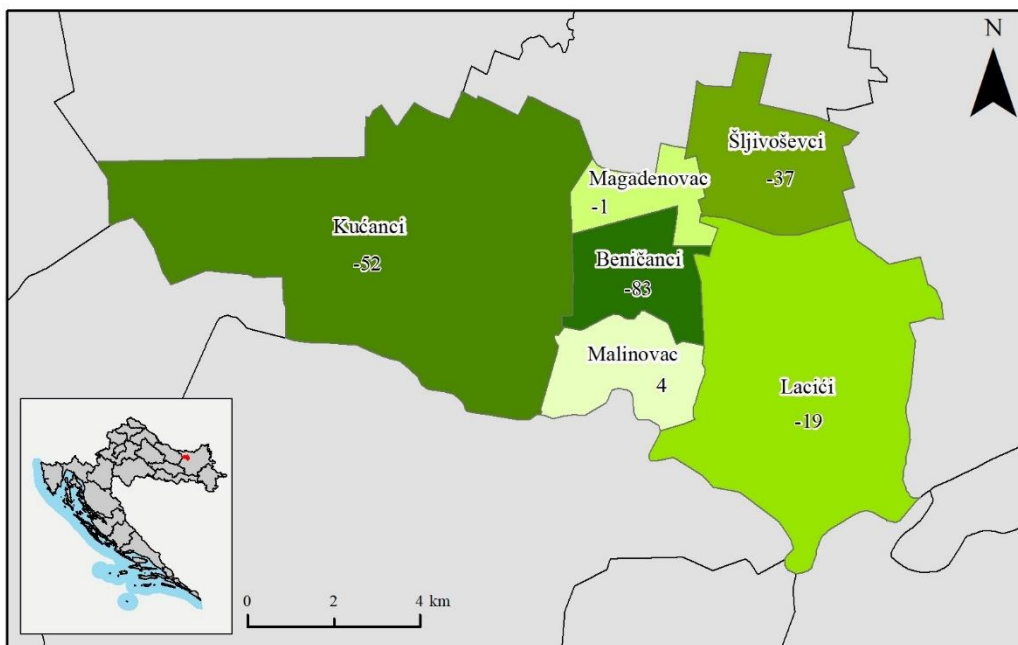 N
Šljivoševci
-37
Magadenovac
-1
Kućanci
-52
Beničanci
-83
Malinovac
4
Lacići
-19
0 2 4 km